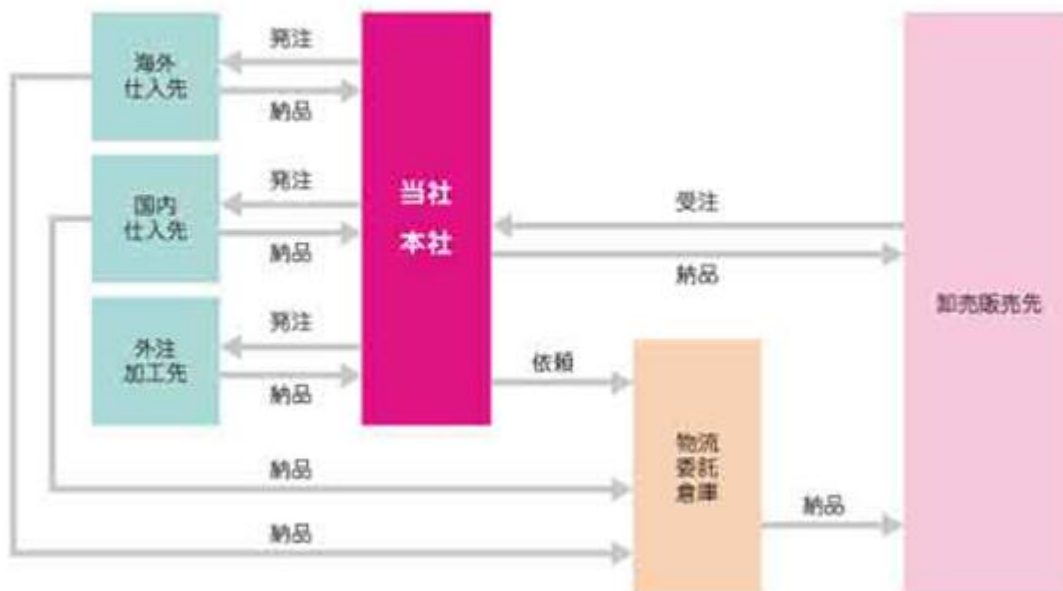 海外
仕入先
発注
納品
国内
仕入先
発注
納品
外注
加工先
発注
納品
当社
本社
受注
納品
卸売販売先
依頼
物流
委託
倉庫
納品
納品
納品